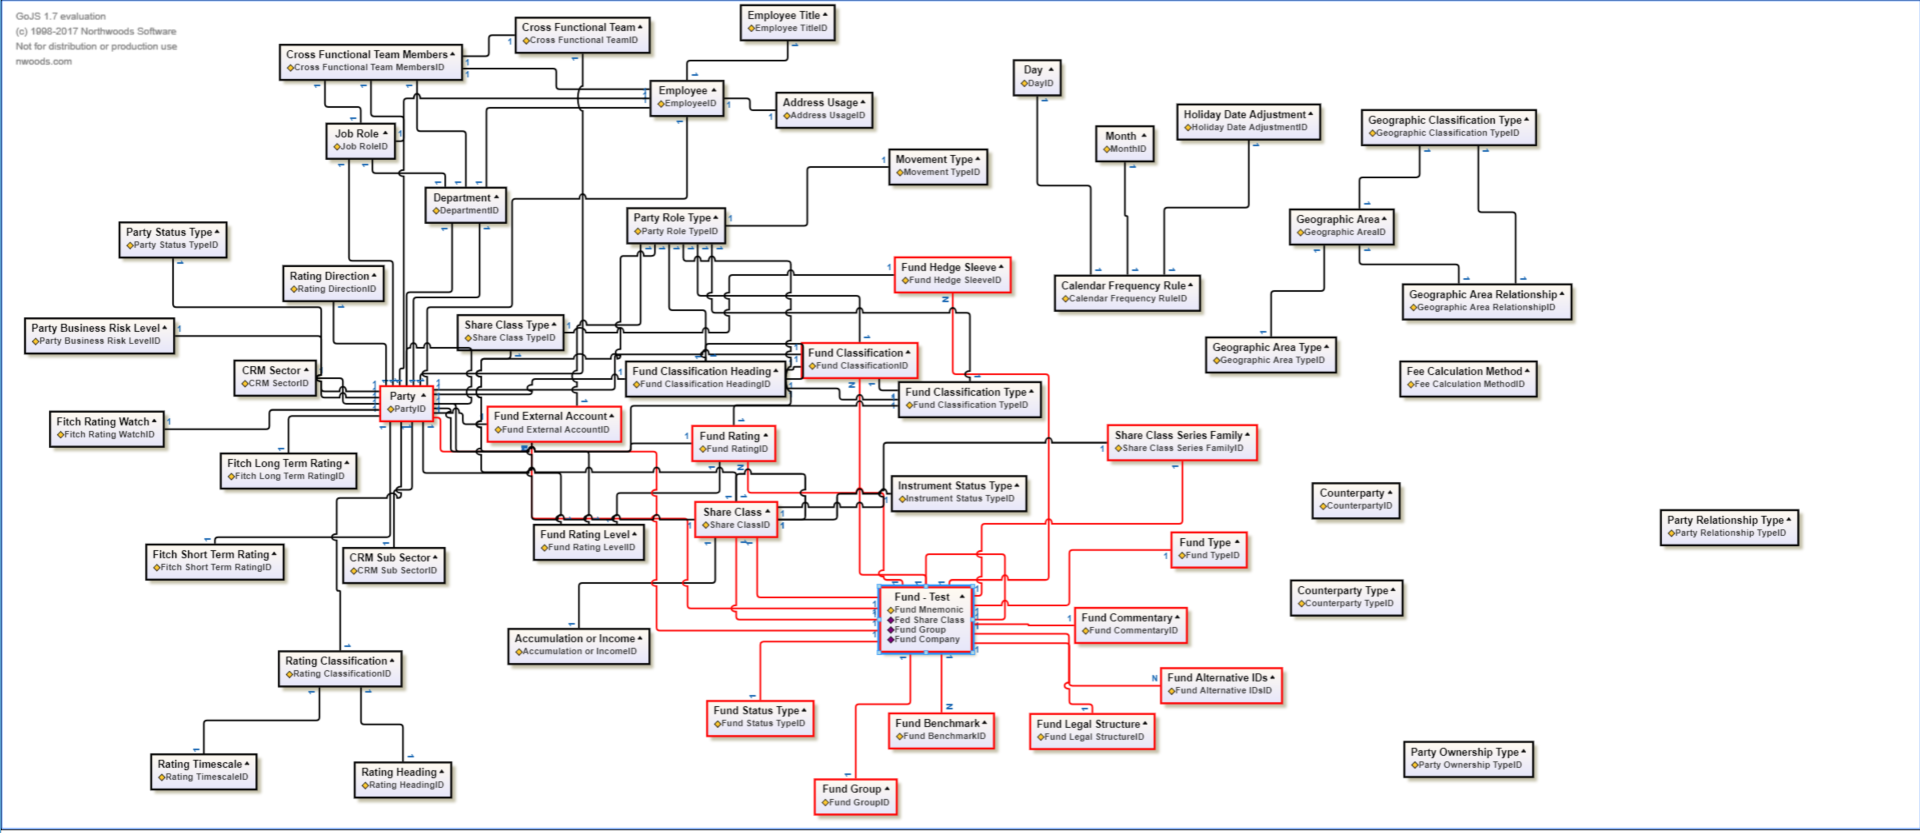 GoJS 1.7 evaluation
(c) 1998-2017 Northwoods Software
Not for distribution or production use
nwoods.com
Employee Title
Employee TitleID
Cross Functional Team
Cross Functional TeamID
Cross Functional Team Members
Cross Functional Team MembersID
Employee
EmployeeID
Address Usage
Address UsageID
Day
DayID
Holiday Date Adjustment
Holiday Date AdjustmentID
Geographic Classification Type
Geographic Classification TypeID
Job Role
Job RoleID
Month
MonthID
Movement Type
Movement TypeID
Department
DepartmentID
Party Role Type
Party Role TypeID
Geographic Area
Geographic AreaID
Party Status Type
Party Status TypeID
Rating Direction
Rating DirectionID
Fund Hedge Sleeve
Fund Hedge SleeveID
Calendar Frequency Rule
Calendar Frequency RuleID
Geographic Area Relationship
Geographic Area RelationshipID
Party Business Risk Level
Party Business Risk LevelID
Share Class Type
Share Class TypeID
Geographic Area Type
Geographic Area TypeID
Fund Classification
Fund ClassificationID
CRM Sector
CRM SectorID
Fund Classification Heading
Fund Classification HeadingID
Fee Calculation Method
Fee Calculation MethodID
Party
PartyID
Fund Classification Type
Fund Classification TypeID
Fund External Account
Fund External AccountID
Fitch Rating Watch
Fitch Rating WatchID
Fund Rating
Fund RatingID
Share Class Series Family
Share Class Series FamilyID
Fitch Long Term Rating
Fitch Long Term RatingID
Instrument Status Type
Instrument Status TypeID
Counterparty
CounterpartyID
Share Class
Share ClassID
Party Relationship Type
Party Relationship TypeID
Fund Rating Level
Fund Rating LevelID
Fund Type
Fund TypeID
Fitch Short Term Rating
Fitch Short Term RatingID
CRM Sub Sector
CRM Sub SectorID
Counterparty Type
Counterparty TypeID
Fund - Test
Fund Mnemonic
Fed Share Class
Fund Group
Fund Company
Fund Commentary
Fund CommentaryID
Accumulation or Income
Accumulation or IncomeID
Rating Classification
Rating ClassificationID
Fund Alternative IDs
Fund Alternative IDsID
Fund Status Type
Fund Status TypeID
Fund Benchmark
Fund BenchmarkID
Fund Legal Structure
Fund Legal StructureID
Party Ownership Type
Party Ownership TypeID
Rating Timescale
Rating TimescaleID
Rating Heading
Rating HeadingID
Fund Group
Fund GroupID